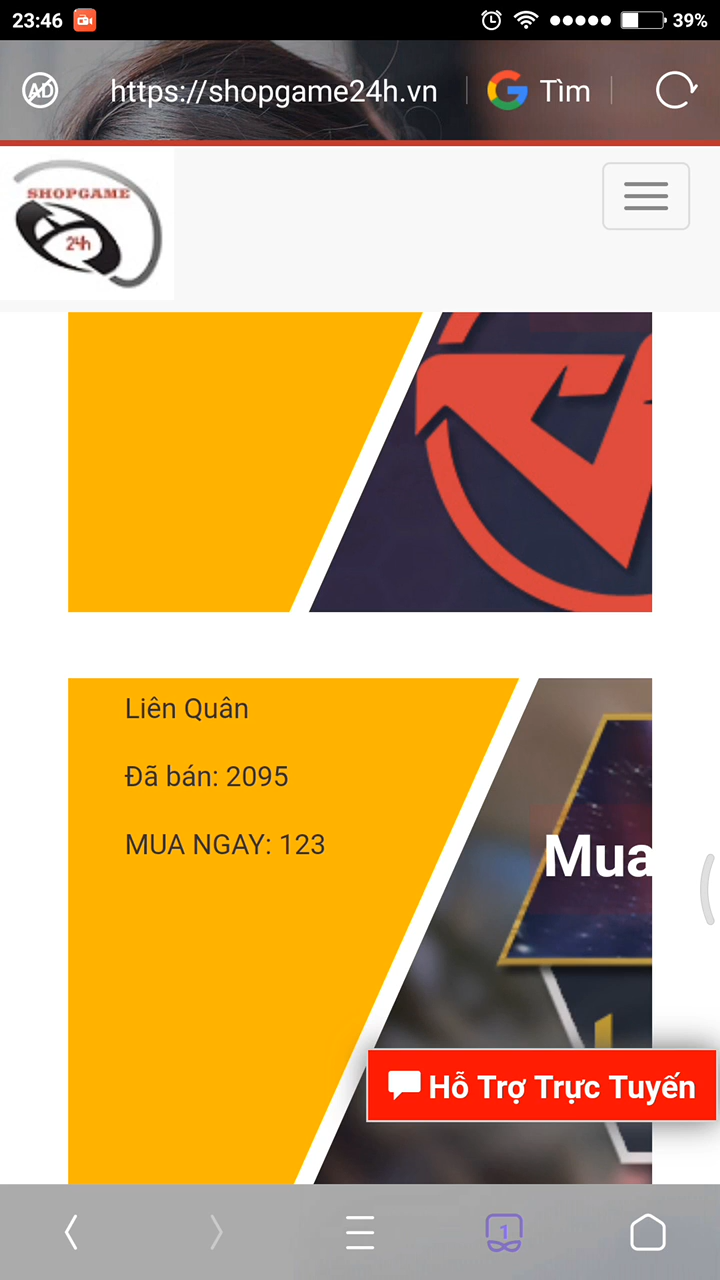 23:46
39%
AD
https://shopgame24h.vn
Tìm
SHOPGAME
24h
Liên Quân
Đã bán: 2095
MUA NGAY: 123
Mua
Hỗ Trợ Trực Tuyến
1